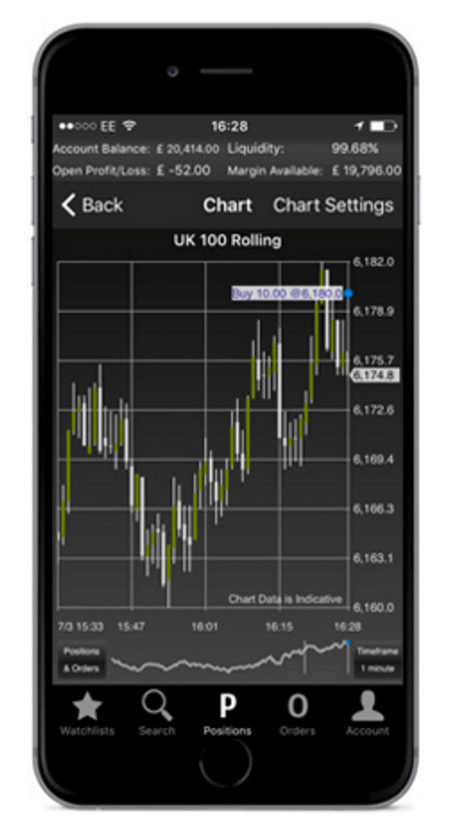 ●●○○○ EE 16:28
Account Balance: £ 20,414.00 Liquidity: 99.68%
Open Profit/Loss: £ -52.00 Margin Available: £ 19,796.00
Back Chart Chart Settings
UK 100 Rolling
6,182.0
Buy 10.00 @6,180.0
6,178.9
6,175.7
6,174.8
6,172.6
6,169.4
6,166.3
6,163.1
Chart Data is Indicative
6,160.0
7/3 15:33 15:47 16:01 16:15 16:28
Positions Timeframe
& Orders 1 minute
P O
Watchlists Search Positions Orders Account